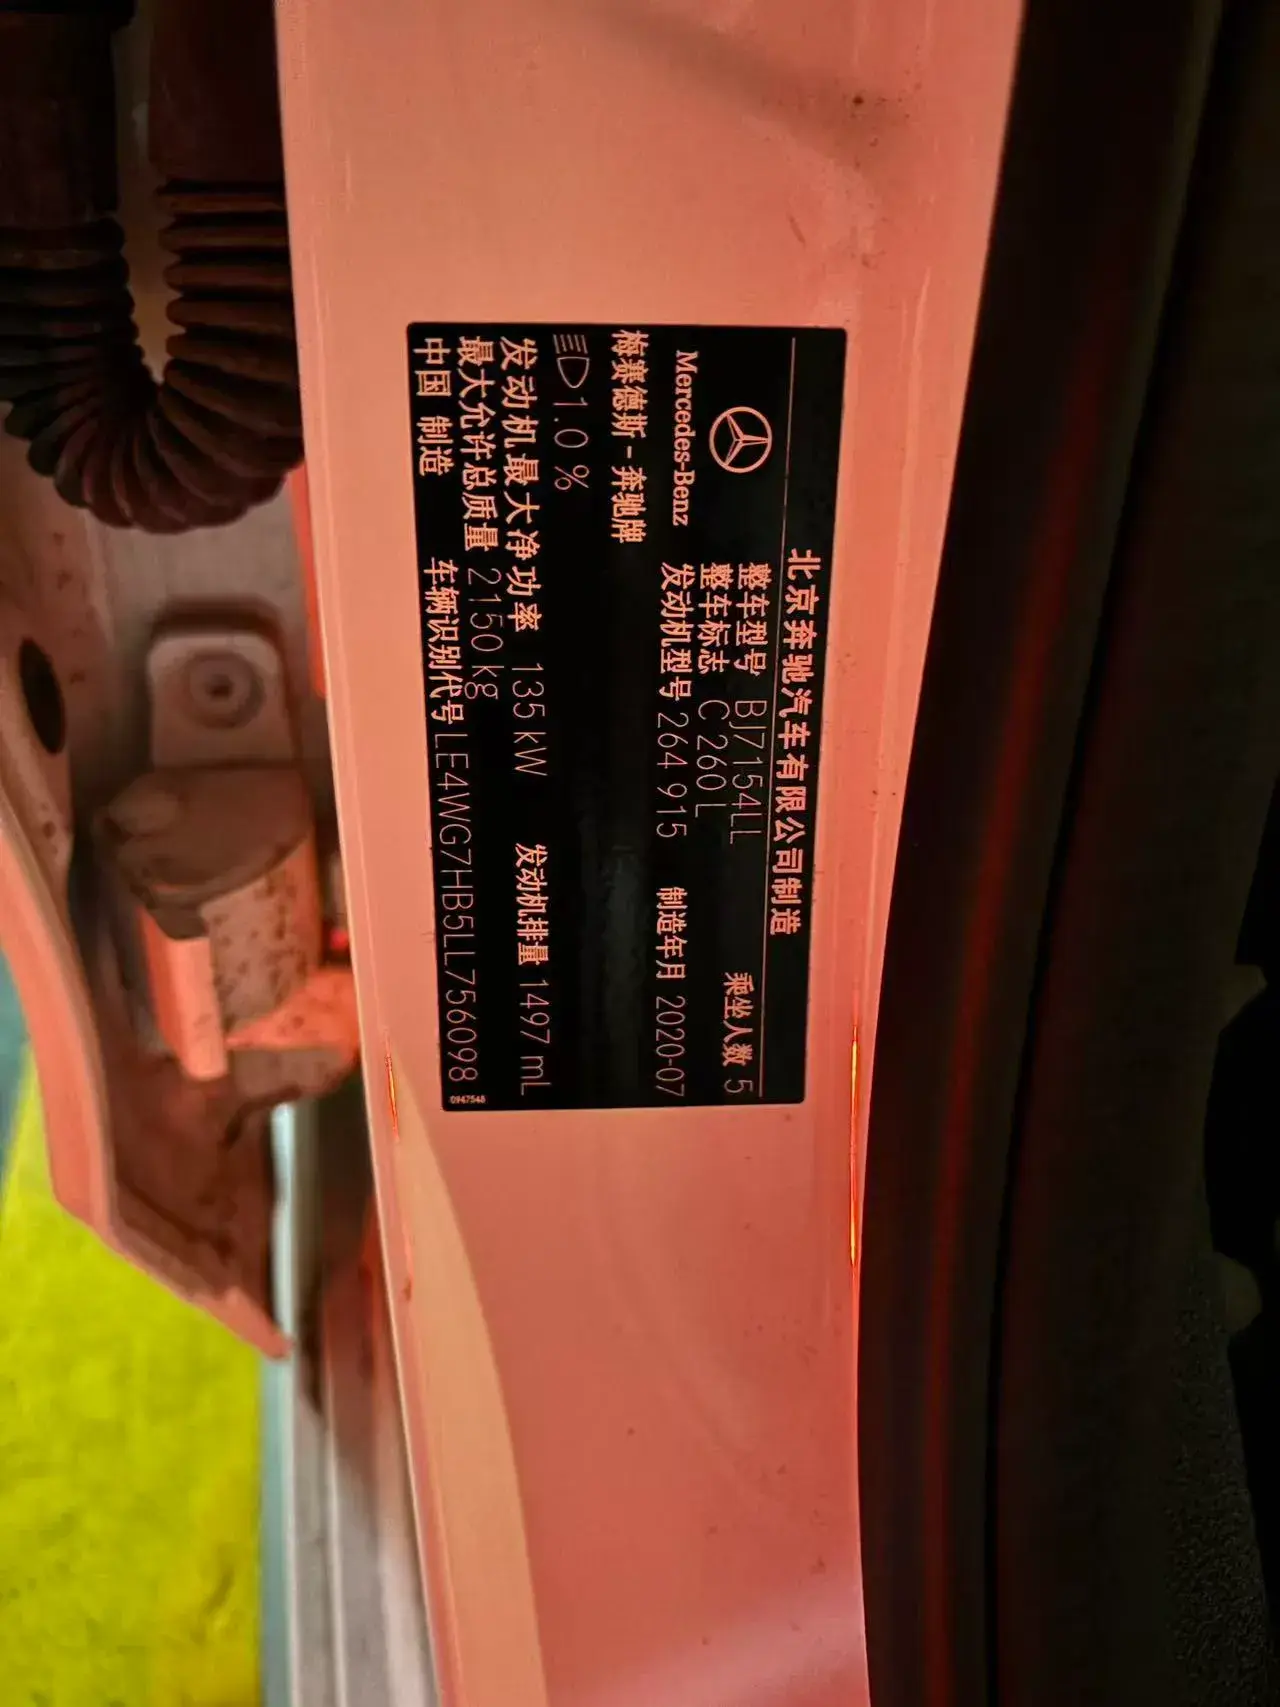 北京奔驰汽车有限公司制造
Mercedes-Benz
整车型号 BJ7154LL
乘坐人数 5
整车标志 C 260 L
发动机型号 264 915
制造年月 2020-07
梅赛德斯-奔驰牌
1.0 %
发动机最大净功率 135 kW
发动机排量 1497 mL
最大允许总质量 2150 kg
中国 制造
车辆识别代号 LE4WG7HB5LL756098
0947548